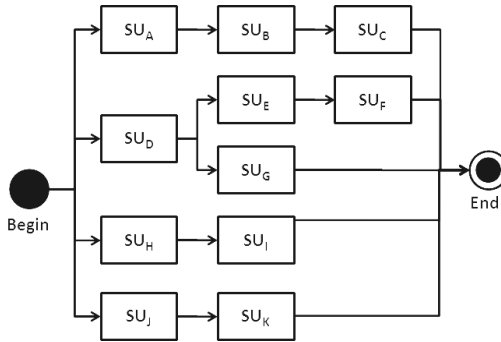 SU_A SU_B SU_C
SU_E SU_F
SU_D
SU_G
Begin
End
SU_H SU_I
SU_J SU_K